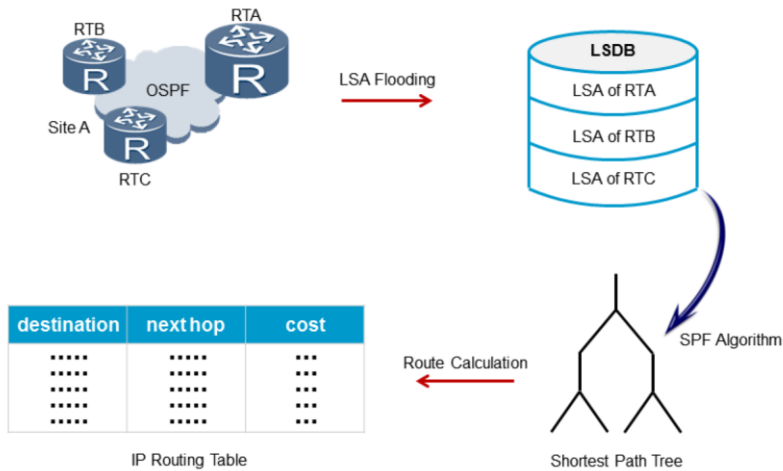 RTA
RTB
R
R
OSPF
Site A
R
RTC
LSA Flooding
LSDB
LSA of RTA
LSA of RTB
LSA of RTC
SPF Algorithm
Shortest Path Tree
Route Calculation
destination next hop cost
..... ..... ...
..... ..... ...
..... ..... ...
..... ..... ...
..... ..... ...
IP Routing Table